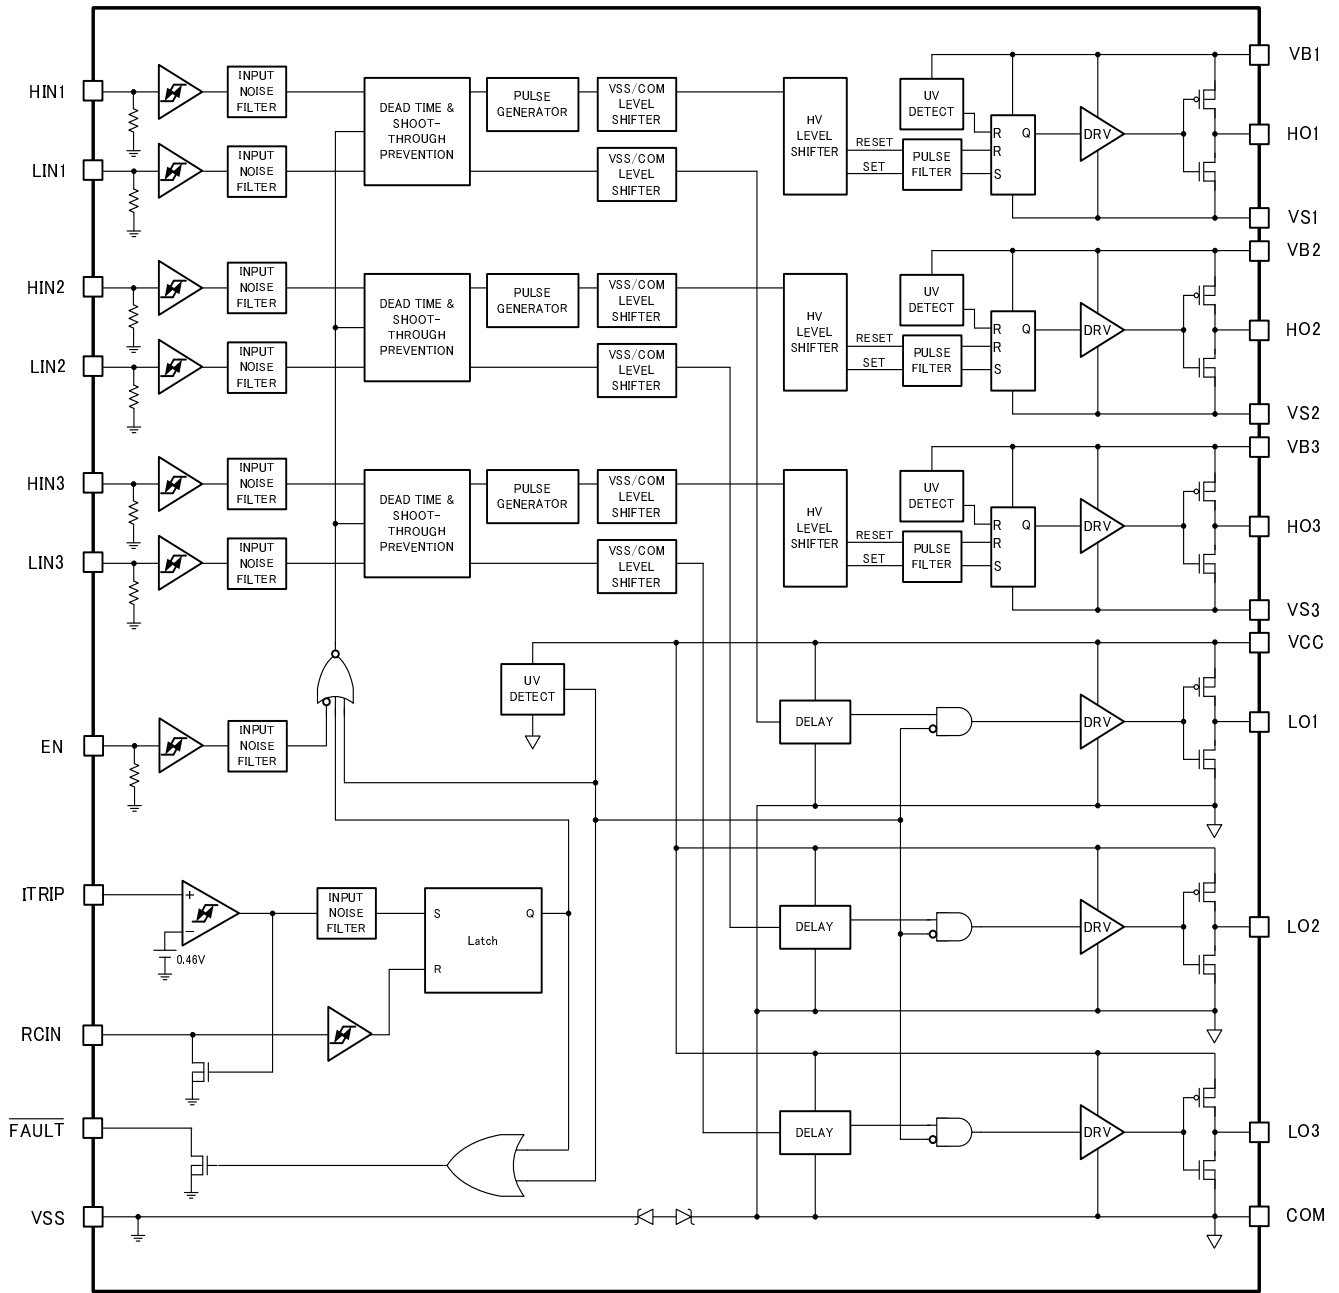 VB1
HIN1
INPUT
NOISE
FILTER
DEAD TIME &
SHOOT-
THROUGH
PREVENTION
PULSE
GENERATOR
VSS/COM
LEVEL
SHIFTER
HV
LEVEL
SHIFTER
UV
DETECT
RESET
SET
PULSE
FILTER
R
R
S
Q
DRV
HO1
LIN1
INPUT
NOISE
FILTER
VSS/COM
LEVEL
SHIFTER
VS1
VB2
HIN2
INPUT
NOISE
FILTER
DEAD TIME &
SHOOT-
THROUGH
PREVENTION
PULSE
GENERATOR
VSS/COM
LEVEL
SHIFTER
HV
LEVEL
SHIFTER
UV
DETECT
RESET
SET
PULSE
FILTER
R
R
S
Q
DRV
HO2
LIN2
INPUT
NOISE
FILTER
VSS/COM
LEVEL
SHIFTER
VS2
VB3
HIN3
INPUT
NOISE
FILTER
DEAD TIME &
SHOOT-
THROUGH
PREVENTION
PULSE
GENERATOR
VSS/COM
LEVEL
SHIFTER
HV
LEVEL
SHIFTER
UV
DETECT
RESET
SET
PULSE
FILTER
R
R
S
Q
DRV
HO3
LIN3
INPUT
NOISE
FILTER
VSS/COM
LEVEL
SHIFTER
VS3
VCC
UV
DETECT
EN
INPUT
NOISE
FILTER
DELAY
DRV
LO1
ITRIP
+
−
0.46V
INPUT
NOISE
FILTER
S
Q
Latch
R
DELAY
DRV
LO2
RCIN
FAULT
DELAY
DRV
LO3
VSS
COM